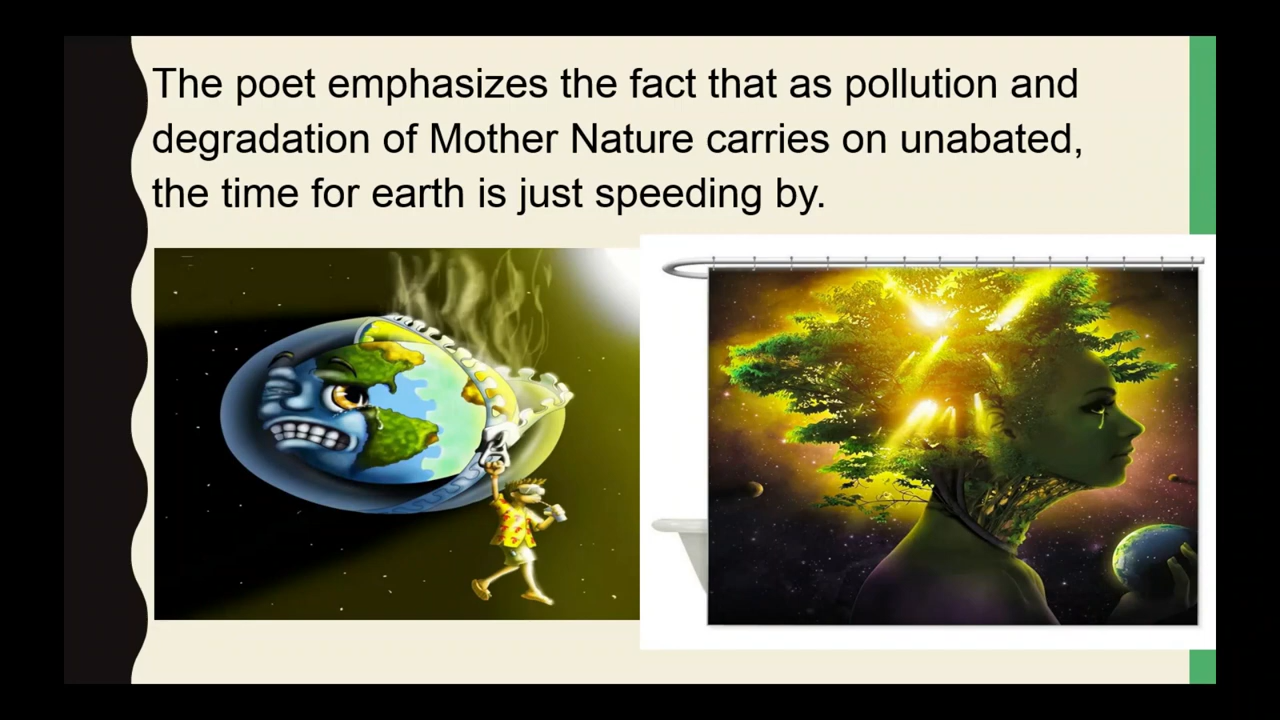 The poet emphasizes the fact that as pollution and
degradation of Mother Nature carries on unabated,
the time for earth is just speeding by.